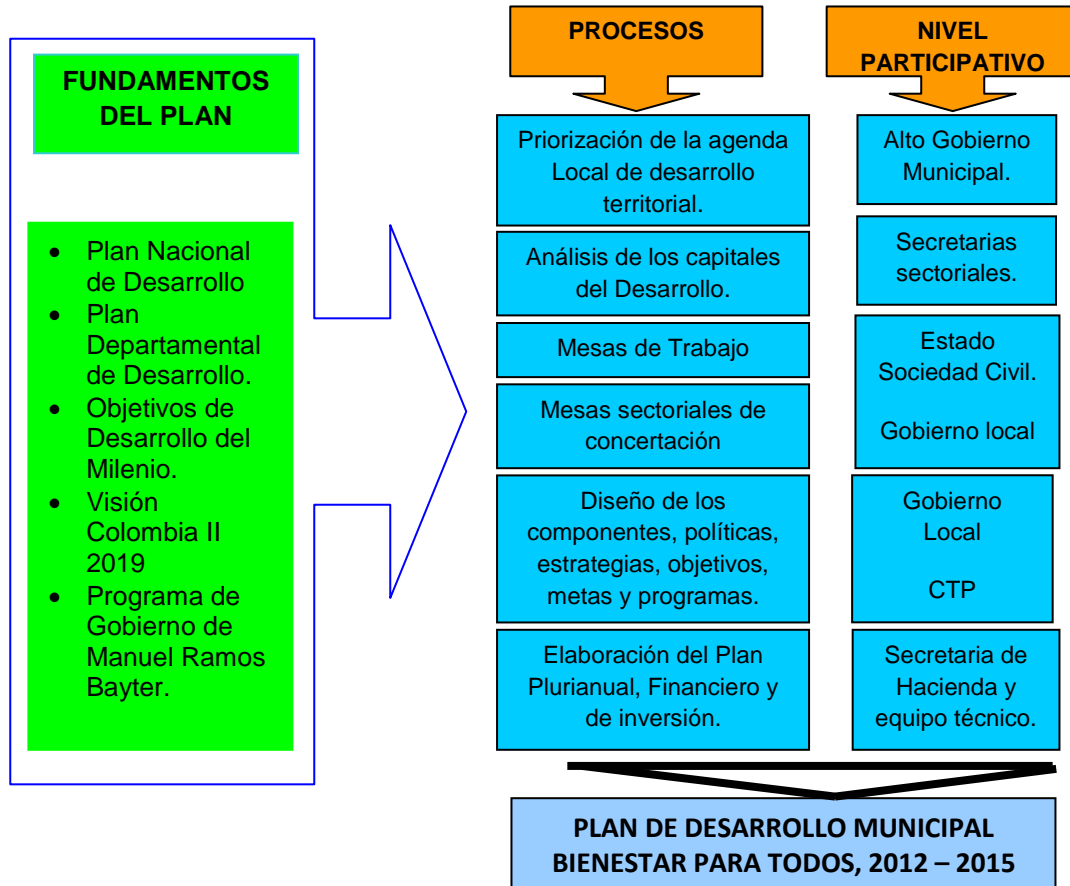 FUNDAMENTOS
DEL PLAN
• Plan Nacional
de Desarrollo
• Plan
Departamental
de Desarrollo.
• Objetivos de
Desarrollo del
Milenio.
• Visión
Colombia II
2019
• Programa de
Gobierno de
Manuel Ramos
Bayter.
PROCESOS
Priorización de la agenda
Local de desarrollo
territorial.
Análisis de los capitales
del Desarrollo.
Mesas de Trabajo
Mesas sectoriales de
concertación
Diseño de los
componentes, políticas,
estrategias, objetivos,
metas y programas.
Elaboración del Plan
Plurianual, Financiero y
de inversión.
NIVEL
PARTICIPATIVO
Alto Gobierno
Municipal.
Secretarias
sectoriales.
Estado
Sociedad Civil.
Gobierno local
Gobierno
Local
CTP
Secretaria de
Hacienda y
equipo técnico.
PLAN DE DESARROLLO MUNICIPAL
BIENESTAR PARA TODOS, 2012 – 2015